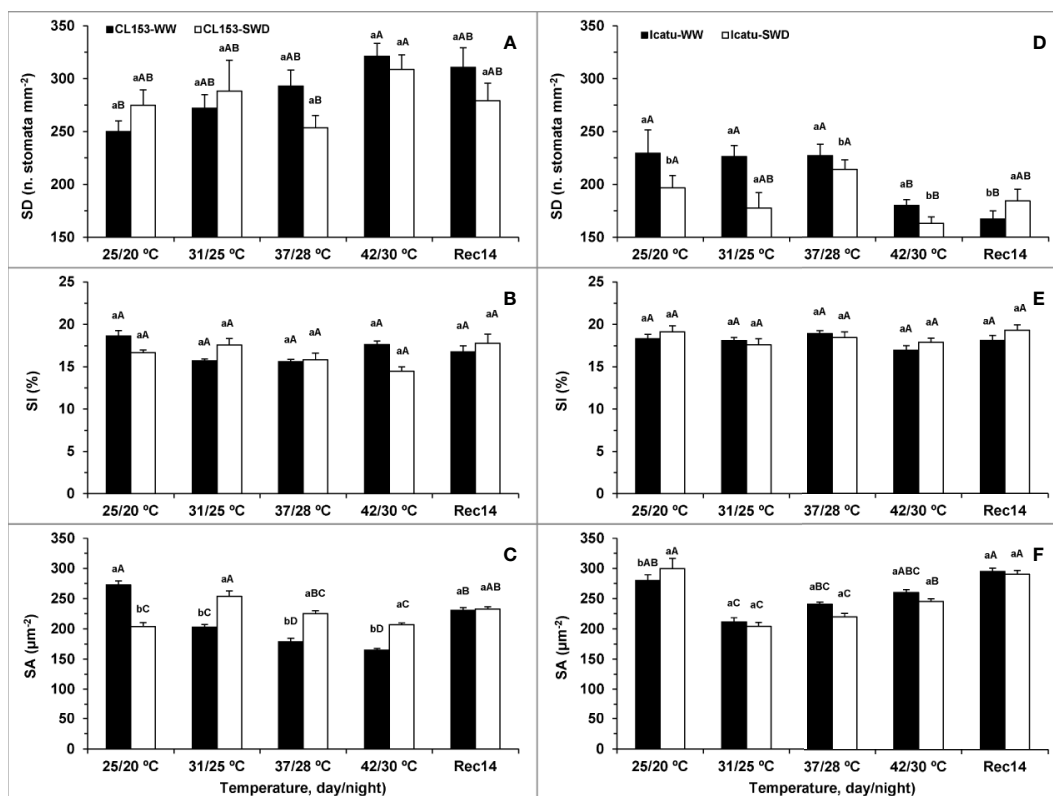 CL153-WW CL153-SWD
A
SD (n. stomata mm-2)
350
300
250
200
150
aB aAB aAB aAB aAB aB aA aA aAB aAB
25/20 ºC 31/25 ºC 37/28 ºC 42/30 ºC Rec14
B
SI (%)
25
20
15
10
5
0
aA aA aA aA aA aA aA aA aA aA
25/20 ºC 31/25 ºC 37/28 ºC 42/30 ºC Rec14
C
SA (µm-2)
350
300
250
200
150
100
50
0
aA bC bC aA bD aBC bD aC aB aAB
25/20 ºC 31/25 ºC 37/28 ºC 42/30 ºC Rec14
Temperature, day/night)
Icatu-WW Icatu-SWD
D
SD (n. stomata mm-2)
350
300
250
200
150
aA bA aA aAB aA bA aB bB bB aAB
25/20 ºC 31/25 ºC 37/28 ºC 42/30 ºC Rec14
E
SI (%)
25
20
15
10
5
0
aA aA aA aA aA aA aA aA aA aA
25/20 ºC 31/25 ºC 37/28 ºC 42/30 ºC Rec14
F
SA (µm-2)
350
300
250
200
150
100
50
0
bAB aA aC aC aBC aC aABC aB aA aA
25/20 ºC 31/25 ºC 37/28 ºC 42/30 ºC Rec14
Temperature, day/night)